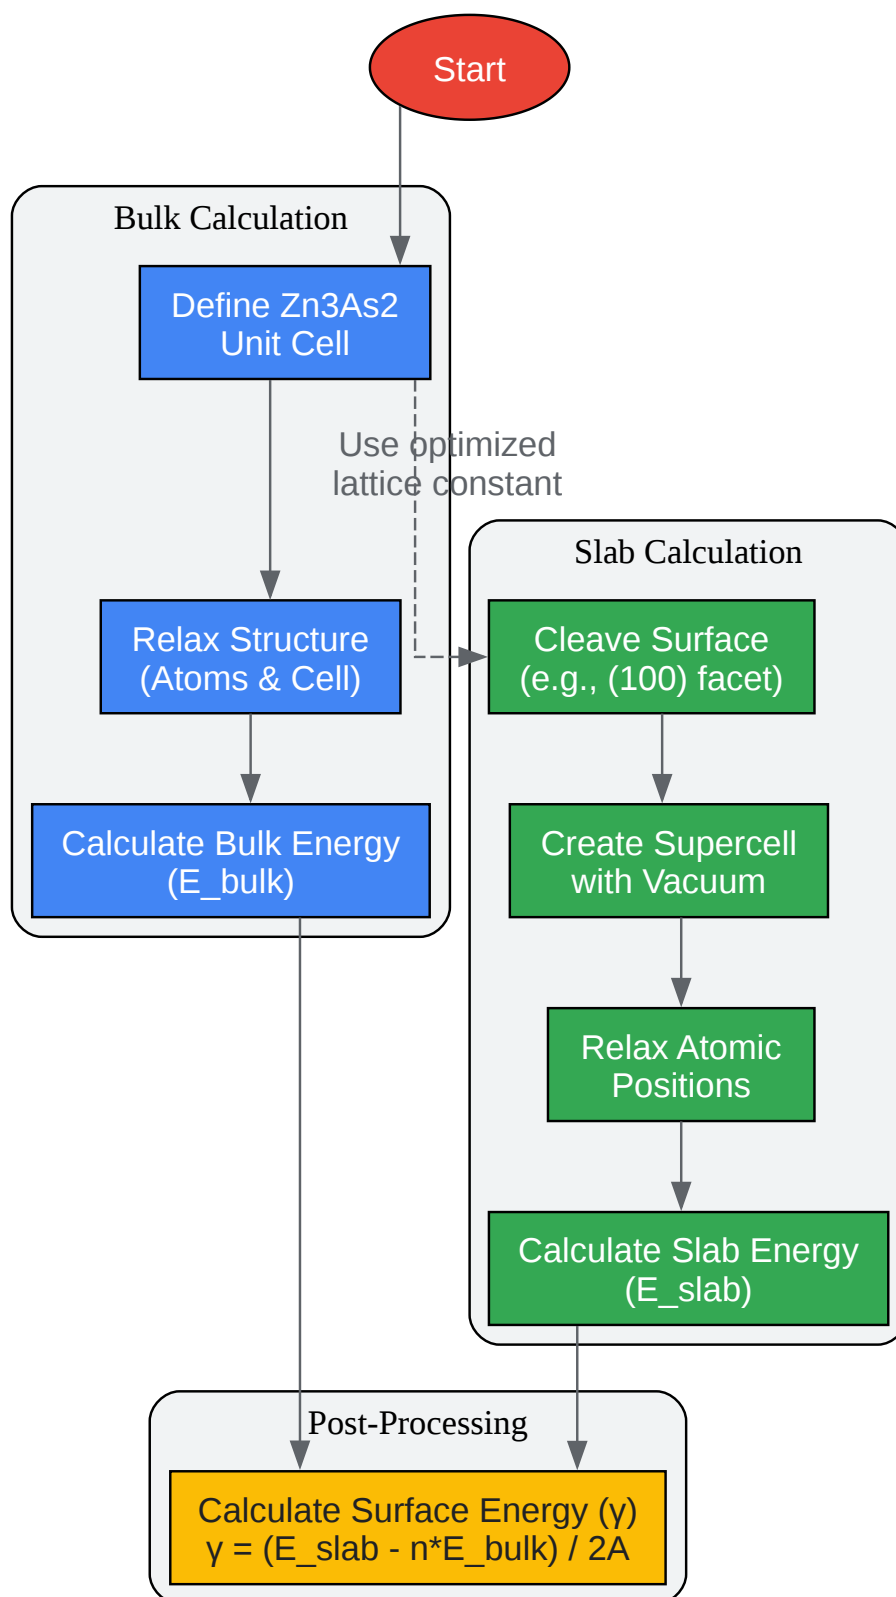 Start
Bulk Calculation
Define Zn3As2
Unit Cell
Use optimized
lattice constant
Relax Structure
(Atoms & Cell)
Calculate Bulk Energy
(E_bulk)
Slab Calculation
Cleave Surface
(e.g., (100) facet)
Create Supercell
with Vacuum
Relax Atomic
Positions
Calculate Slab Energy
(E_slab)
Post-Processing
Calculate Surface Energy (γ)
γ = (E_slab - n*E_bulk) / 2A